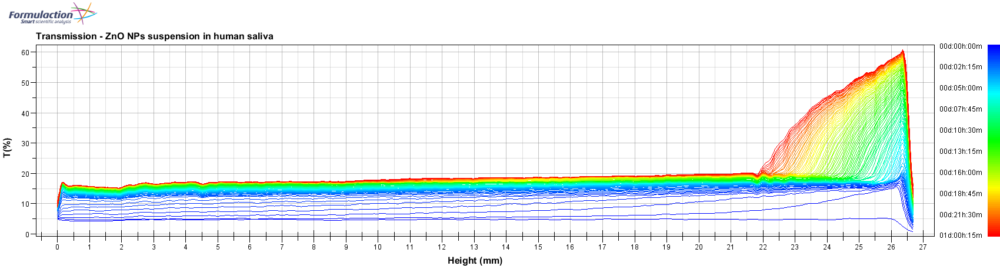 Formulaction
Smart scientific analysis
Transmission - ZnO NPs suspension in human saliva
T(%)
60
50
40
30
20
10
0
0 1 2 3 4 5 6 7 8 9 10 11 12 13 14 15 16 17 18 19 20 21 22 23 24 25 26 27
Height (mm)
00d:00h:00m
00d:02h:15m
00d:05h:00m
00d:07h:45m
00d:10h:30m
00d:13h:15m
00d:16h:00m
00d:18h:45m
00d:21h:30m
01d:00h:15m